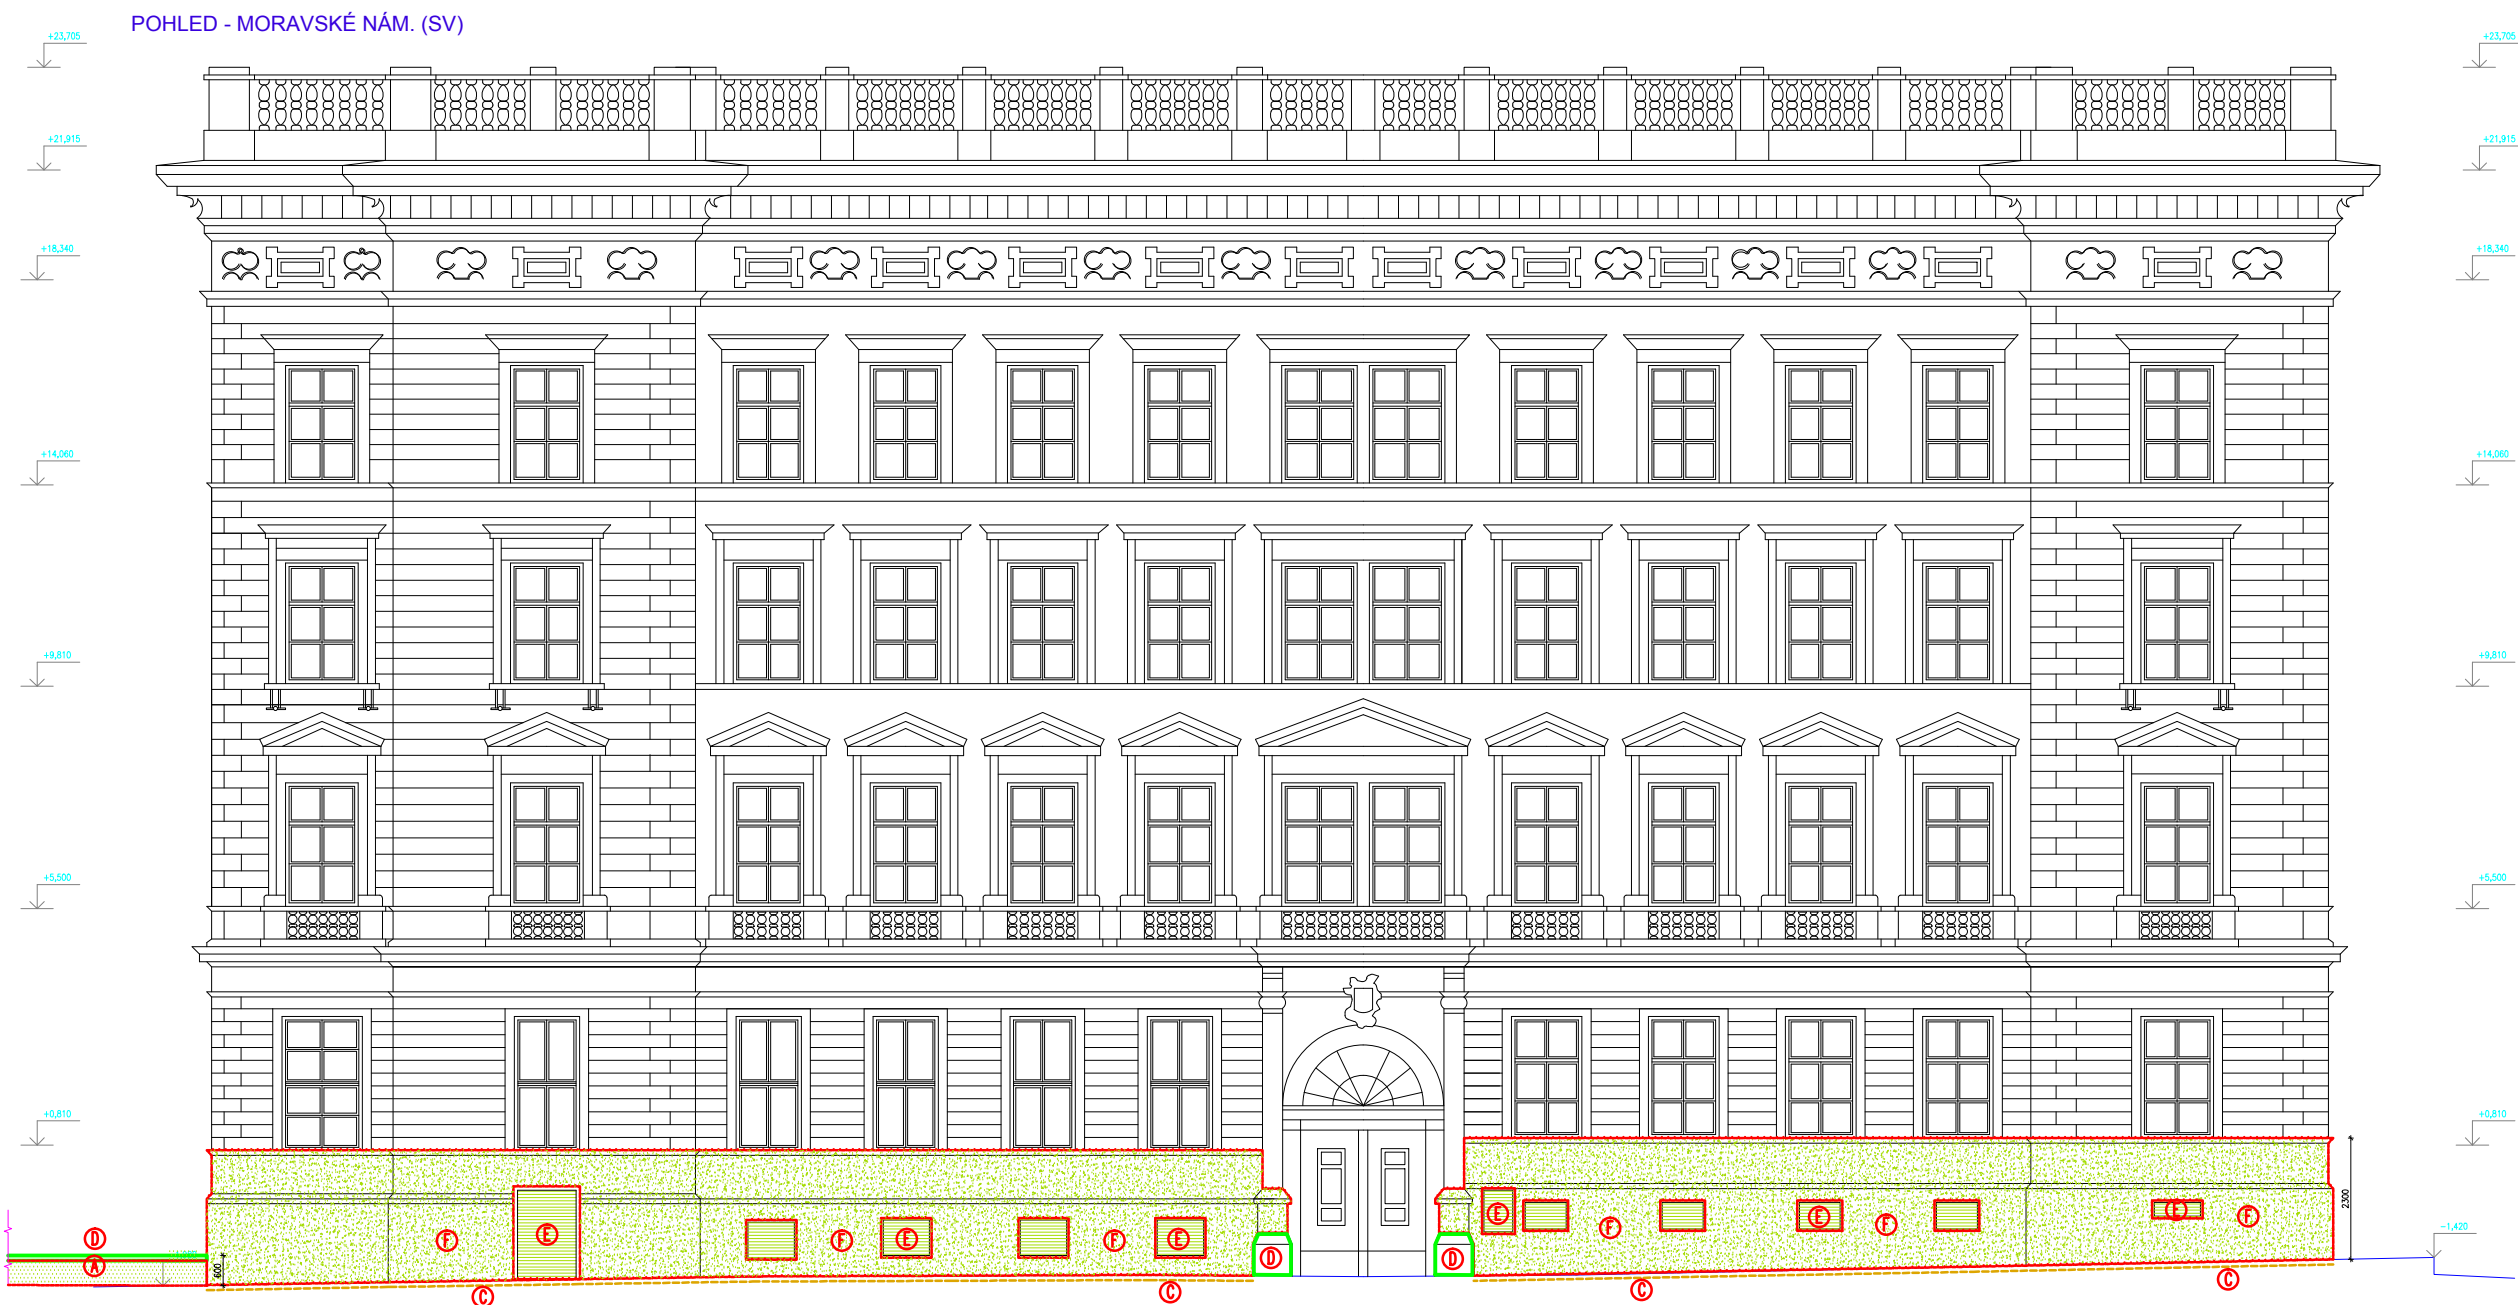 POHLED - MORAVSKÉ NÁM. (SV)
+23,705
+23,705
+21,915
+21,915
+18,340
+18,340
+14,060
+14,060
+9,810
+9,810
+5,500
+5,500
+0,810
+0,810
2300
E
E
F
F
E
F
E
F
E
F
E
F
F
E
-1,420
D
A
600
D
D
C
C
C
C